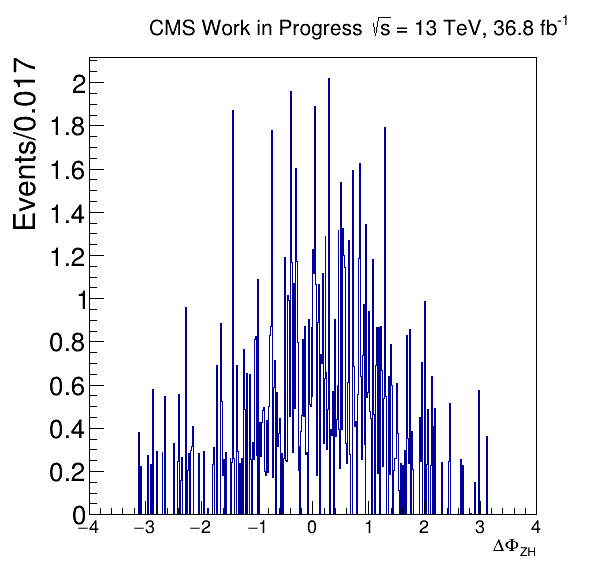 CMS Work in Progress √s = 13 TeV, 36.8 fb⁻¹
Events/0.017
2
1.8
1.6
1.4
1.2
1
0.8
0.6
0.4
0.2
0
−4 −3 −2 −1 0 1 2 3 4
ΔΦ_ZH